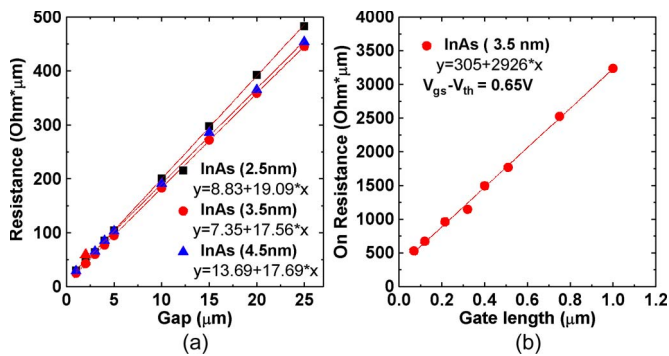 500
400
300
200
100
0
Resistance (Ohm*μm)
InAs (2.5nm)
y=8.83+19.09*x
InAs (3.5nm)
y=7.35+17.56*x
InAs (4.5nm)
y=13.69+17.69*x
0 5 10 15 20 25
Gap (μm)
(a)
4000
3500
3000
2500
2000
1500
1000
500
0
On Resistance (Ohm*μm)
InAs ( 3.5 nm)
y=305+2926*x
Vgs-Vth = 0.65V
0.0 0.2 0.4 0.6 0.8 1.0 1.2
Gate length (μm)
(b)